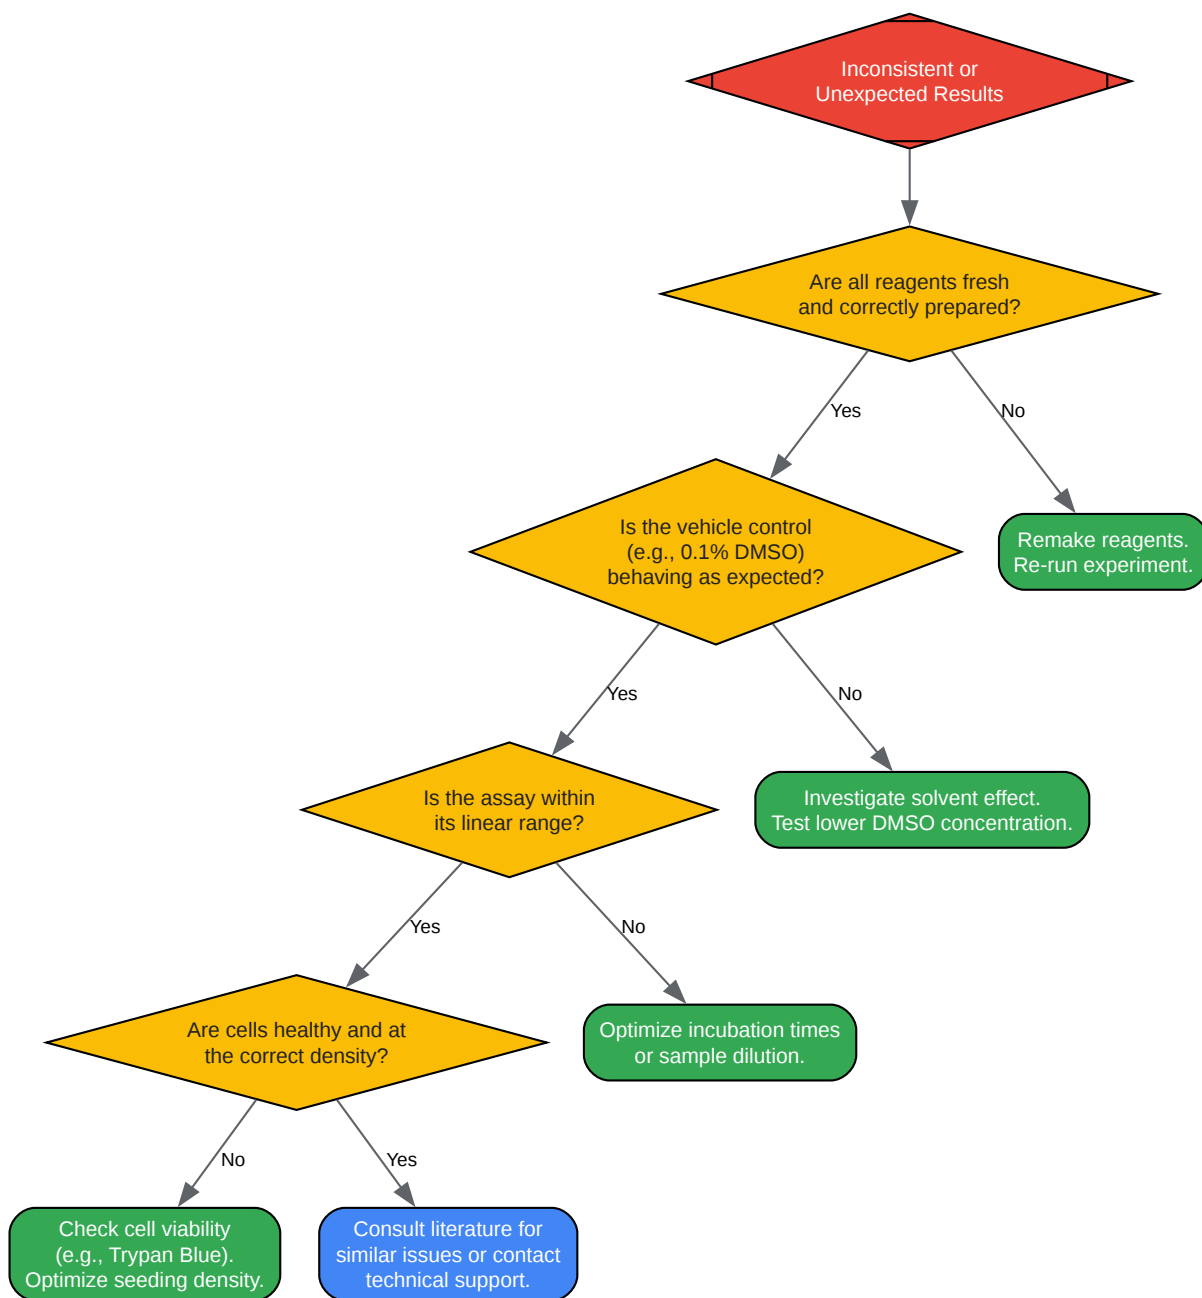 Inconsistent or
Unexpected Results
Are all reagents fresh
and correctly prepared?
Yes
No
Is the vehicle control
(e.g., 0.1% DMSO)
behaving as expected?
Remake reagents.
Re-run experiment.
Yes
No
Is the assay within
its linear range?
Investigate solvent effect.
Test lower DMSO concentration.
Yes
No
Are cells healthy and at
the correct density?
Optimize incubation times
or sample dilution.
No
Yes
Check cell viability
(e.g., Trypan Blue).
Optimize seeding density.
Consult literature for
similar issues or contact
technical support.